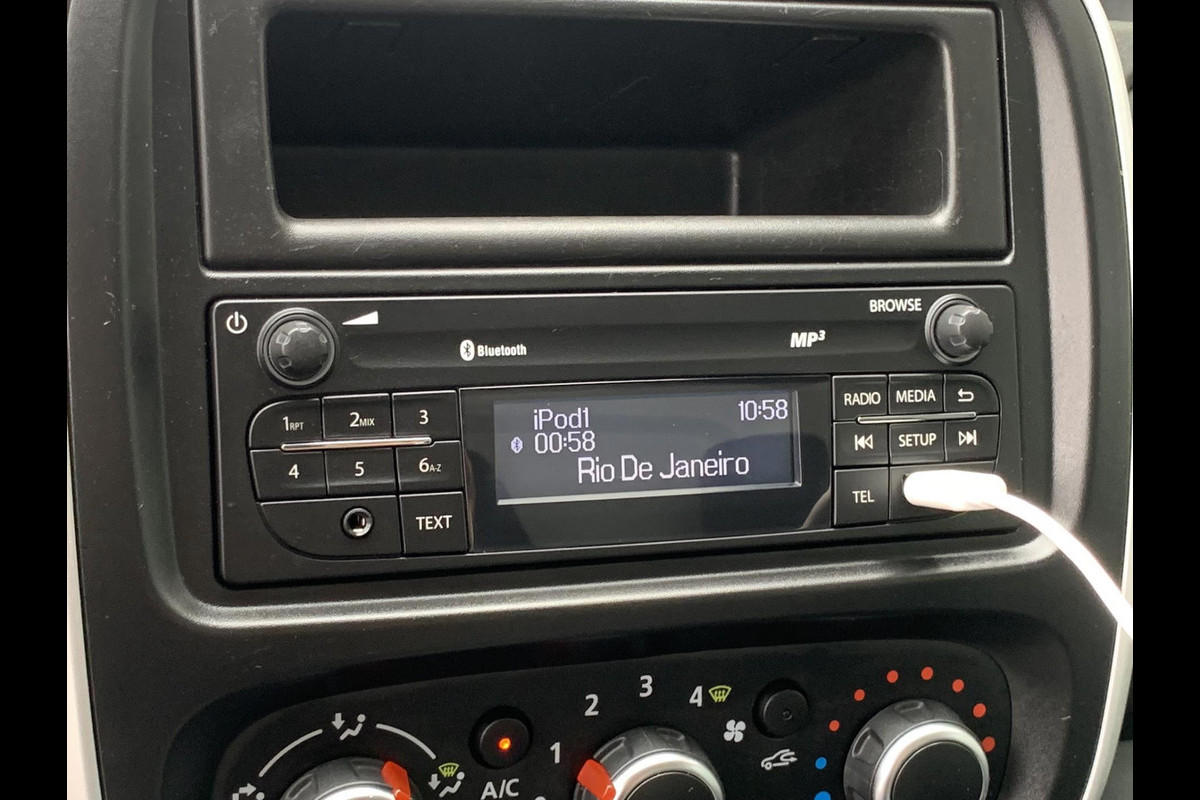 BROWSE
Bluetooth
MP3
1RPT 2MIX 3
4 5 6A-Z
TEXT
iPod1 10:58
00:58
Rio De Janeiro
RADIO MEDIA
SETUP
TEL
1 2 3 4
A/C